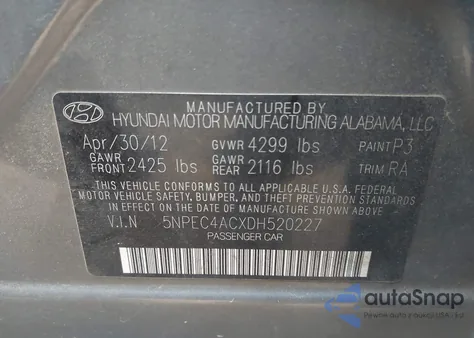 MANUFACTURED BY
HYUNDAI MOTOR MANUFACTURING ALABAMA, LLC
Apr/30/12 GVWR 4299 lbs PAINT P3
GAWR FRONT 2425 lbs GAWR REAR 2116 lbs TRIM RA
THIS VEHICLE CONFORMS TO ALL APPLICABLE U.S.A. FEDERAL
MOTOR VEHICLE SAFETY, BUMPER, AND THEFT PREVENTION STANDARDS
IN EFFECT ON THE DATE OF MANUFACTURE SHOWN ABOVE.
V.I.N 5NPEC4ACXDH520227
PASSENGER CAR
autaSnap